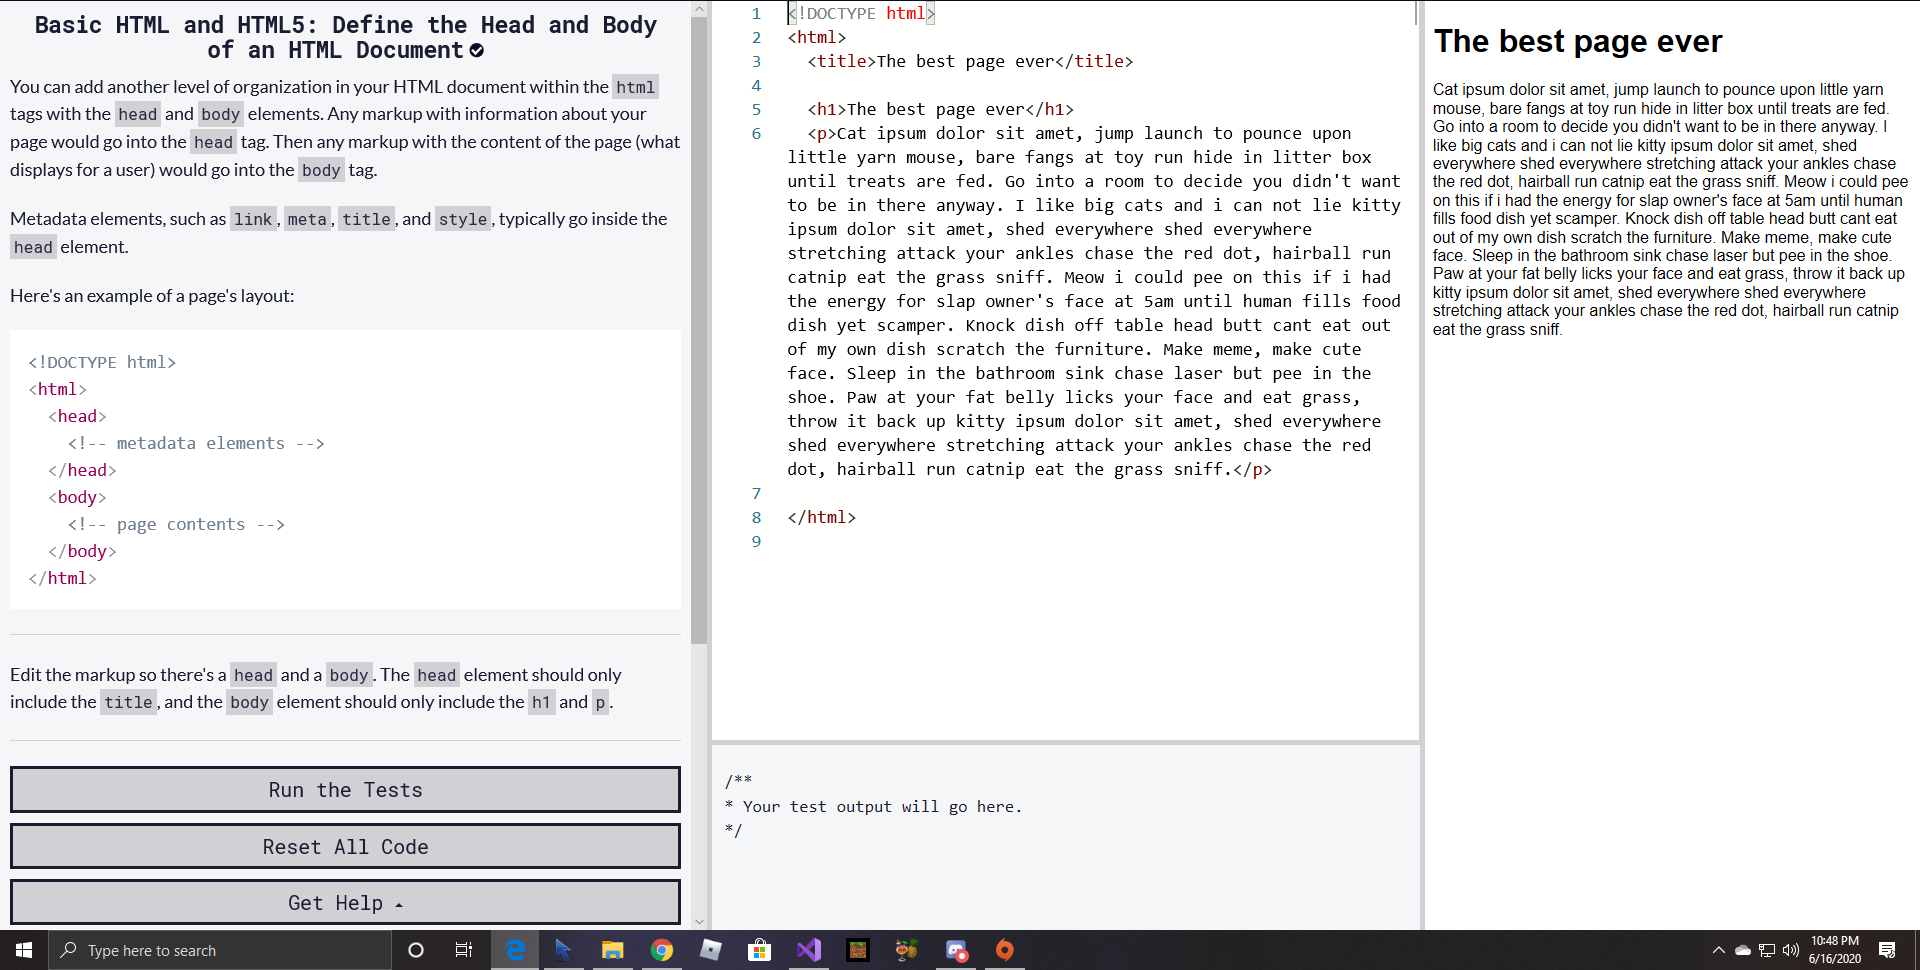 Basic HTML and HTML5: Define the Head and Body
of an HTML Document
You can add another level of organization in your HTML document within the html
tags with the head and body elements. Any markup with information about your
page would go into the head tag. Then any markup with the content of the page (what
displays for a user) would go into the body tag.
Metadata elements, such as link, meta, title, and style, typically go inside the
head element.
Here's an example of a page's layout:
<!DOCTYPE html>
<html>
<head>
<!-- metadata elements -->
</head>
<body>
<!-- page contents -->
</body>
</html>
Edit the markup so there's a head and a body. The head element should only
include the title, and the body element should only include the h1 and p.
Run the Tests
Reset All Code
Get Help
1 <!DOCTYPE html>
2 <html>
3 <title>The best page ever</title>
4
5 <h1>The best page ever</h1>
6 <p>Cat ipsum dolor sit amet, jump launch to pounce upon
little yarn mouse, bare fangs at toy run hide in litter box
until treats are fed. Go into a room to decide you didn't want
to be in there anyway. I like big cats and i can not lie kitty
ipsum dolor sit amet, shed everywhere shed everywhere
stretching attack your ankles chase the red dot, hairball run
catnip eat the grass sniff. Meow i could pee on this if i had
the energy for slap owner's face at 5am until human fills food
dish yet scamper. Knock dish off table head butt cant eat out
of my own dish scratch the furniture. Make meme, make cute
face. Sleep in the bathroom sink chase laser but pee in the
shoe. Paw at your fat belly licks your face and eat grass,
throw it back up kitty ipsum dolor sit amet, shed everywhere
shed everywhere stretching attack your ankles chase the red
dot, hairball run catnip eat the grass sniff.</p>
7
8 </html>
9
/**
* Your test output will go here.
*/
The best page ever
Cat ipsum dolor sit amet, jump launch to pounce upon little yarn
mouse, bare fangs at toy run hide in litter box until treats are fed.
Go into a room to decide you didn't want to be in there anyway. I
like big cats and i can not lie kitty ipsum dolor sit amet, shed
everywhere shed everywhere stretching attack your ankles chase
the red dot, hairball run catnip eat the grass sniff. Meow i could pee
on this if i had the energy for slap owner's face at 5am until human
fills food dish yet scamper. Knock dish off table head butt cant eat
out of my own dish scratch the furniture. Make meme, make cute
face. Sleep in the bathroom sink chase laser but pee in the shoe.
Paw at your fat belly licks your face and eat grass, throw it back up
kitty ipsum dolor sit amet, shed everywhere shed everywhere
stretching attack your ankles chase the red dot, hairball run catnip
eat the grass sniff.
Type here to search
10:48 PM
6/16/2020